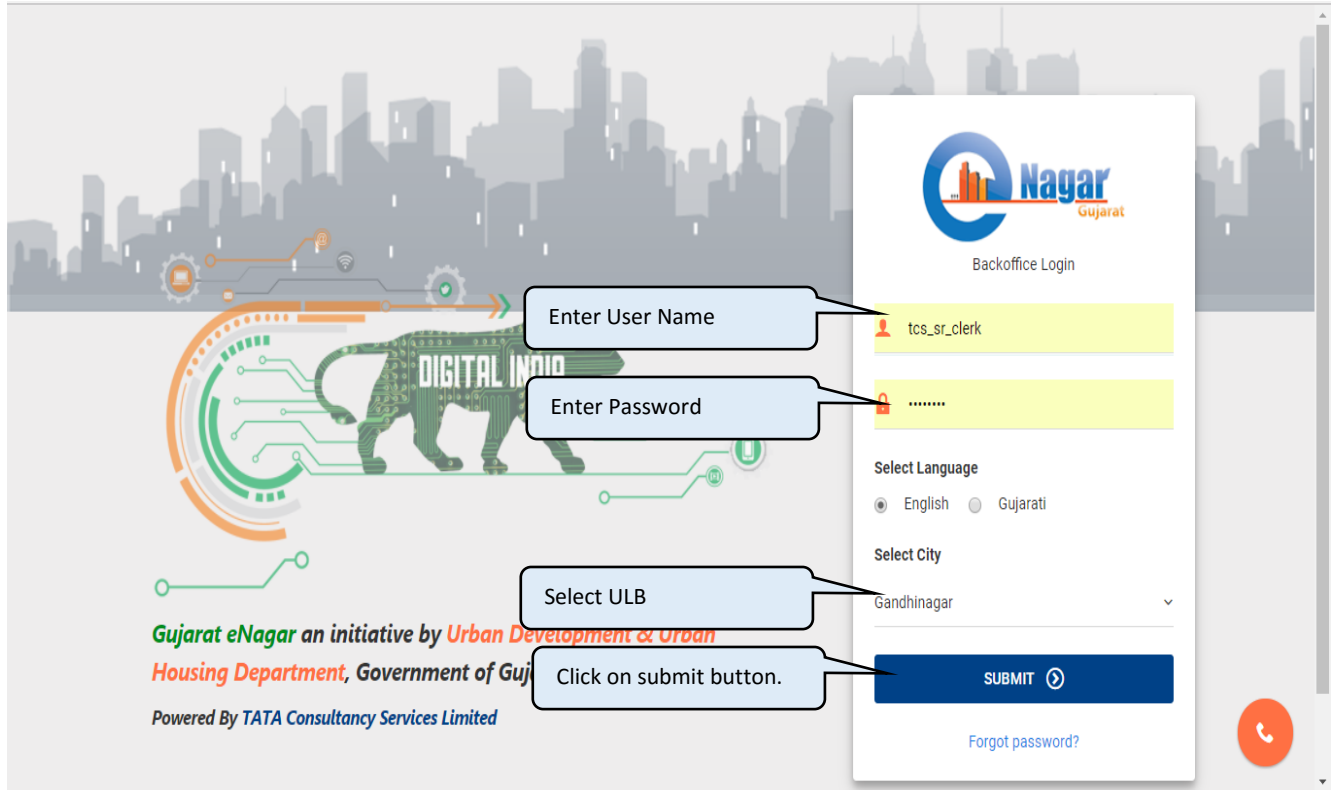 Nagar
Gujarat
Backoffice Login
Enter User Name
tcs_sr_clerk
DIGITAL INDIA
Enter Password
••••••••
Select Language
English Gujarati
Select City
Select ULB
Gandhinagar
Gujarat eNagar an initiative by Urban Development & Urban
Housing Department, Government of Guj
Click on submit button.
SUBMIT
Powered By TATA Consultancy Services Limited
Forgot password?